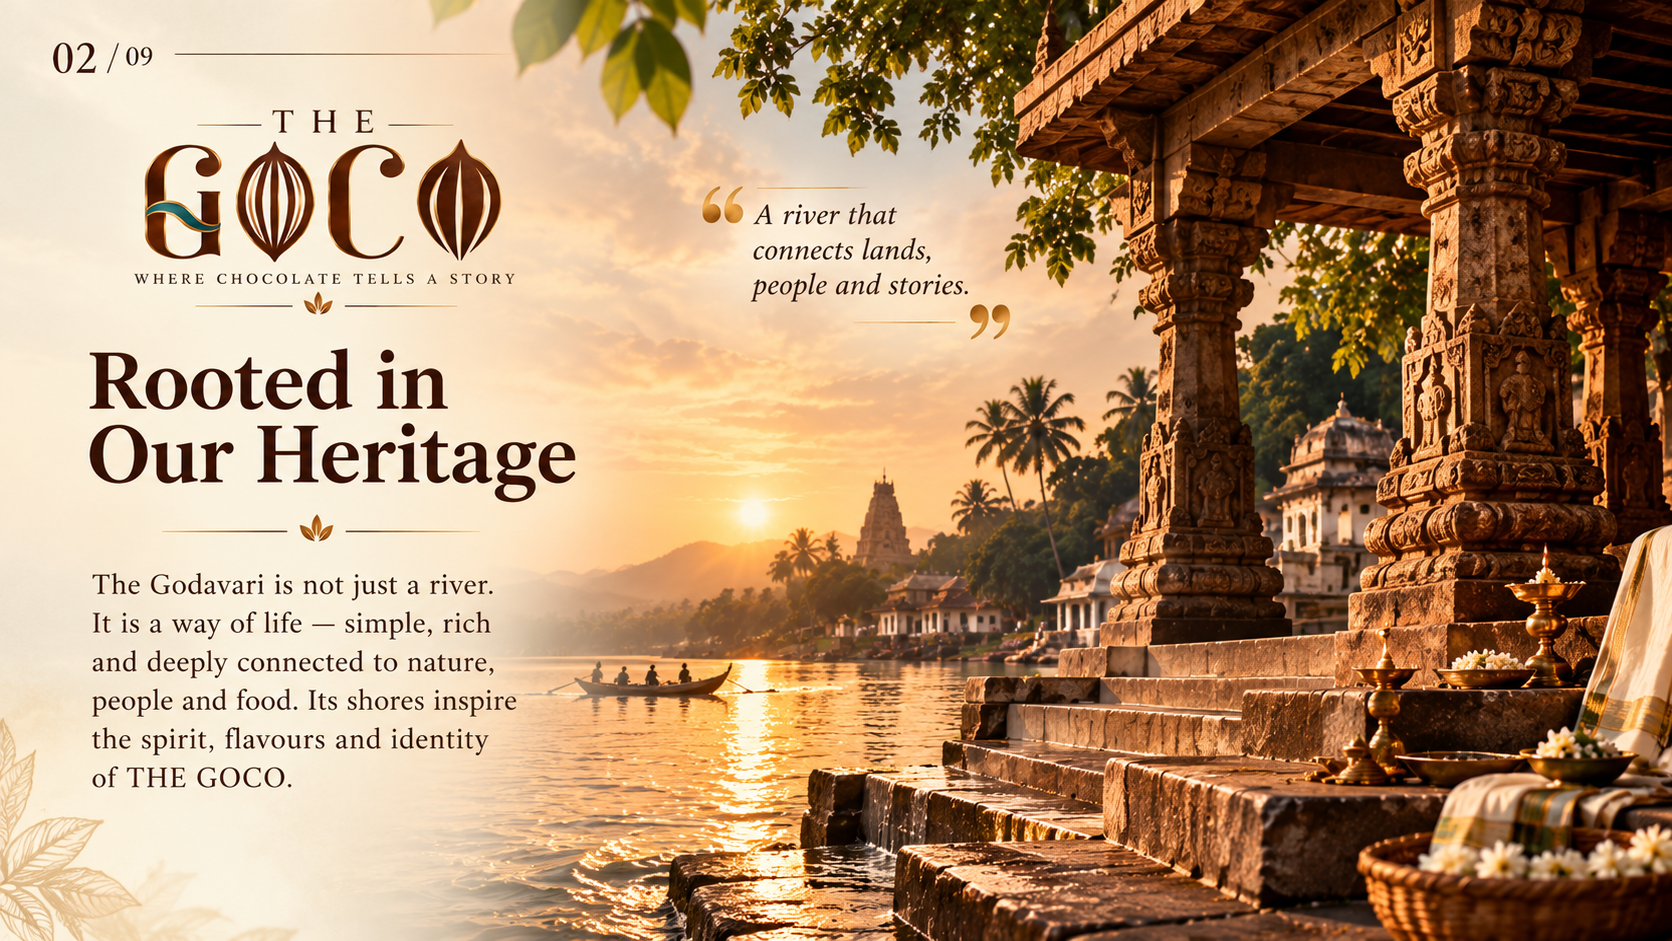 02 / 09
THE
GOCO
WHERE CHOCOLATE TELLS A STORY
Rooted in
Our Heritage
The Godavari is not just a river.
It is a way of life — simple, rich
and deeply connected to nature,
people and food. Its shores inspire
the spirit, flavours and identity
of THE GOCO.
“A river that
connects lands,
people and stories.”